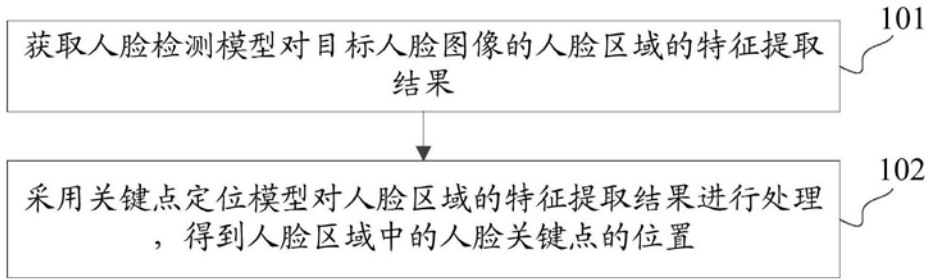 101
获取人脸检测模型对目标人脸图像的人脸区域的特征提取
结果
102
采用关键点定位模型对人脸区域的特征提取结果进行处理
，得到人脸区域中的人脸关键点的位置